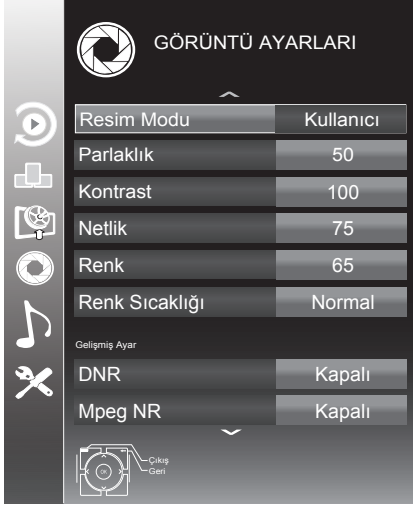 GÖRÜNTÜ AYARLARI
Resim Modu Kullanıcı
Parlaklık 50
Kontrast 100
Netlik 75
Renk 65
Renk Sıcaklığı Normal
Gelişmiş Ayar
DNR Kapalı
Mpeg NR Kapalı
Çıkış
OK Geri